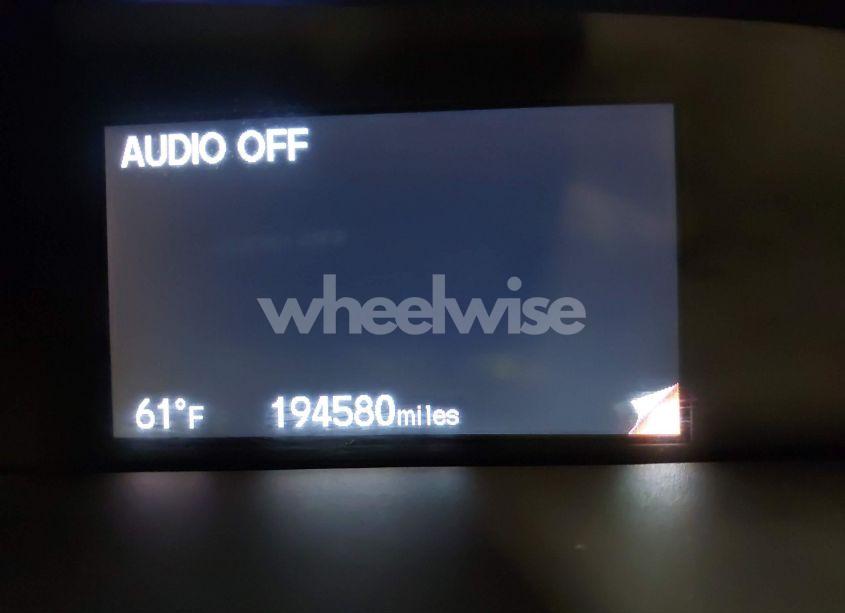 AUDIO OFF
wheelwise
61°F 194580miles